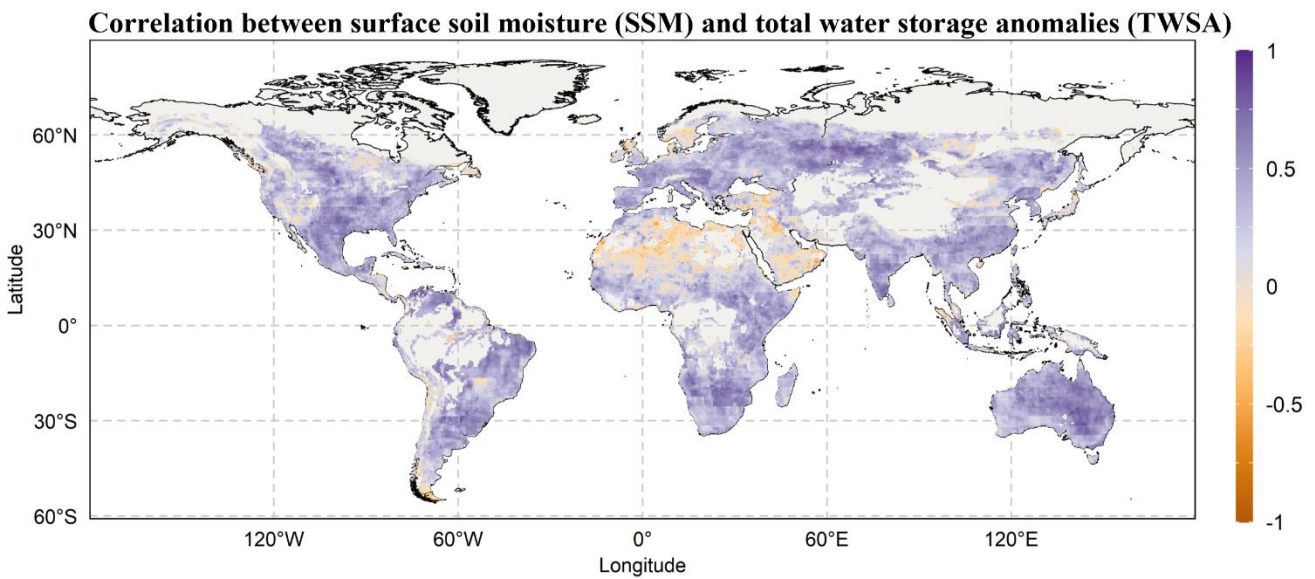 Correlation between surface soil moisture (SSM) and total water storage anomalies (TWSA)
60°N
30°N
0°
30°S
60°S
Latitude
120°W
60°W
0°
60°E
120°E
Longitude
1
0.5
0
-0.5
-1